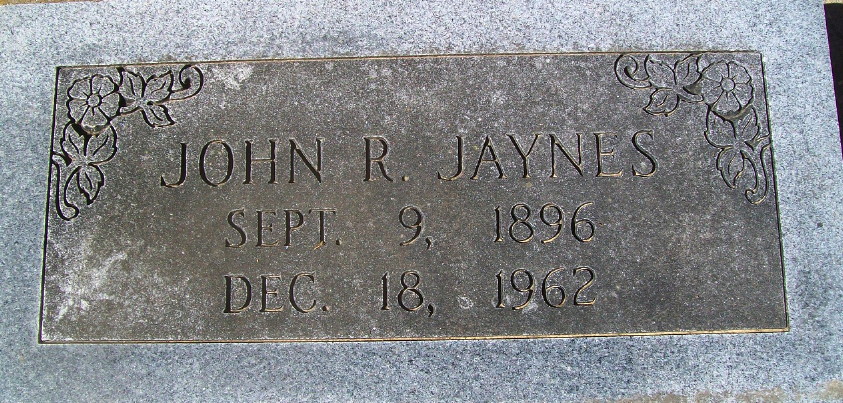 JOHN R. JAYNES
SEPT. 9, 1896
DEC. 18, 1962